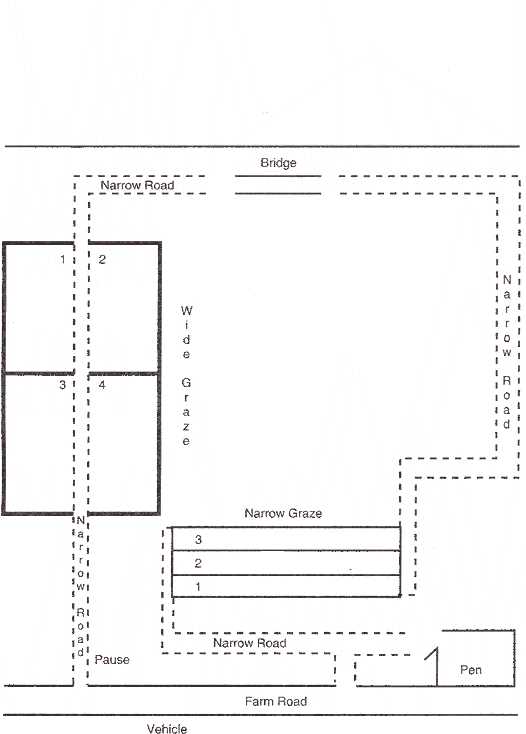 Bridge
Narrow Road
1 2
Narrow Road
Wide Graze
3 4
Narrow Graze
3
2
1
Narrow Road
Narrow Road
Pause
Pen
Farm Road
Vehicle